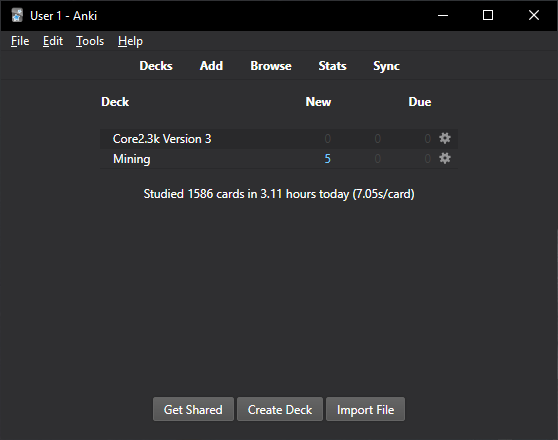 User 1 - Anki
File Edit Tools Help
Decks Add Browse Stats Sync
Deck New Due
Core2.3k Version 3 0 0 0
Mining 5 0 0
Studied 1586 cards in 3.11 hours today (7.05s/card)
Get Shared Create Deck Import File